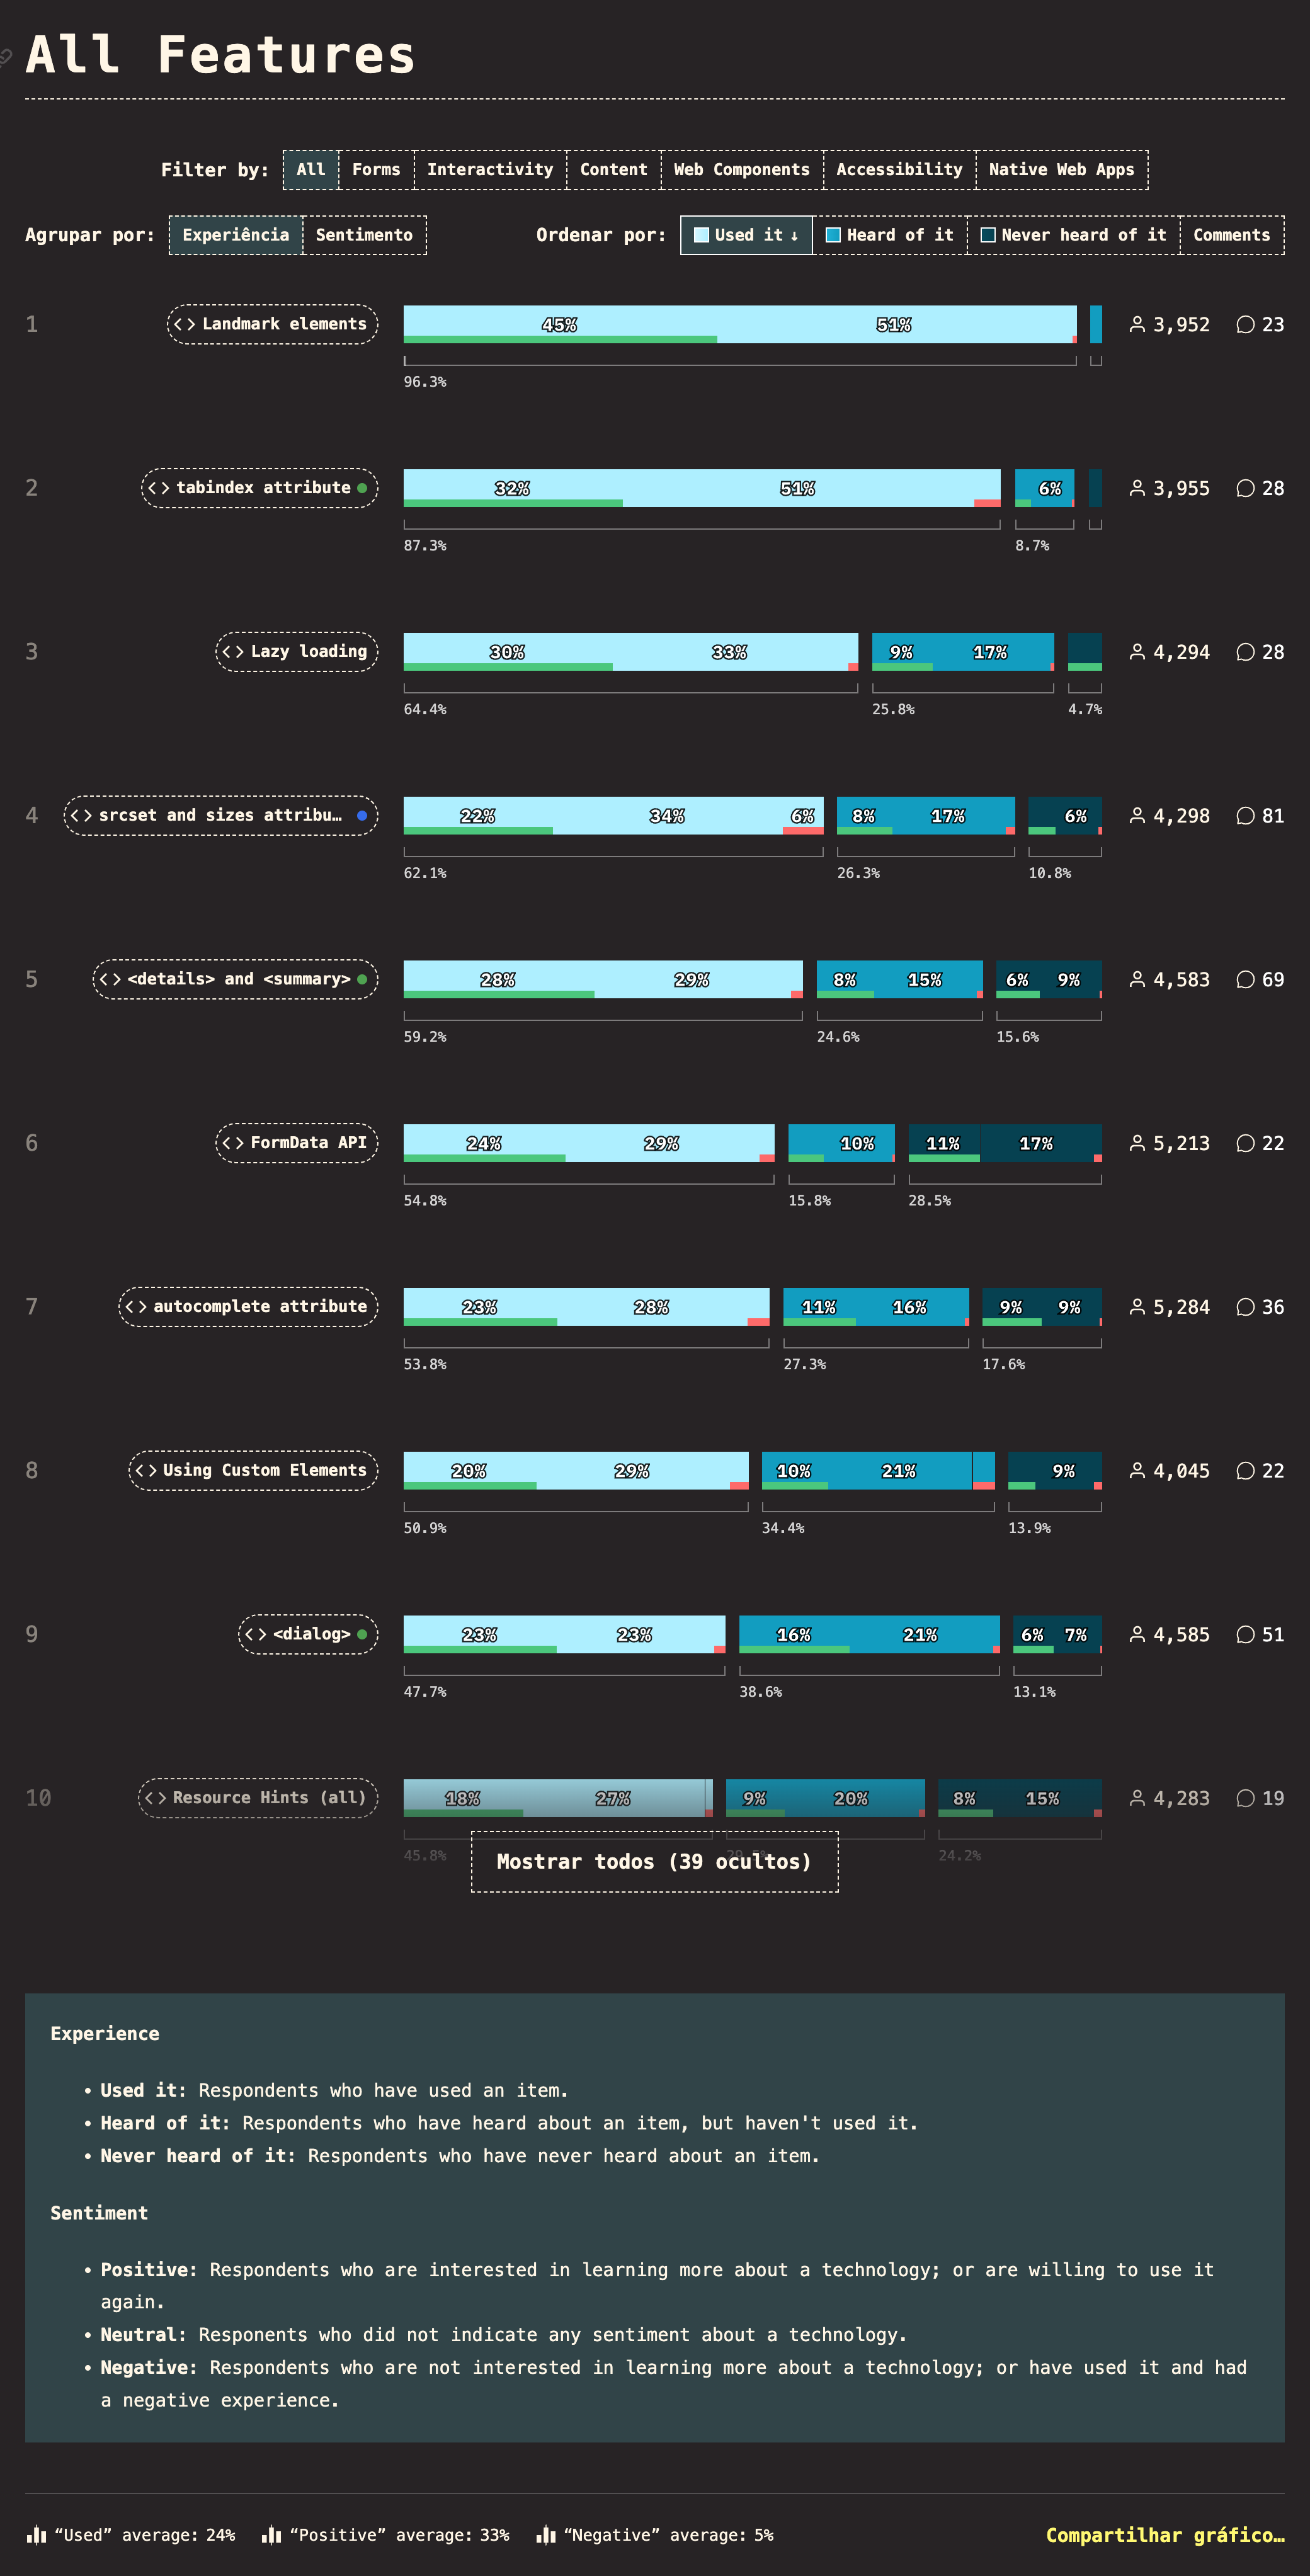 All Features
Filter by: All Forms Interactivity Content Web Components Accessibility Native Web Apps
Agrupar por: Experiência Sentimento Ordenar por: Used it ↓ Heard of it Never heard of it Comments
1 <> Landmark elements 45% 51% 3,952 23
96.3%
2 <> tabindex attribute 32% 51% 6% 3,955 28
87.3% 8.7%
3 <> Lazy loading 30% 33% 9% 17% 4,294 28
64.4% 25.8% 4.7%
4 <> srcset and sizes attribu… 22% 34% 6% 8% 17% 6% 4,298 81
62.1% 26.3% 10.8%
5 <> <details> and <summary> 28% 29% 8% 15% 6% 9% 4,583 69
59.2% 24.6% 15.6%
6 <> FormData API 24% 29% 10% 11% 17% 5,213 22
54.8% 15.8% 28.5%
7 <> autocomplete attribute 23% 28% 11% 16% 9% 9% 5,284 36
53.8% 27.3% 17.6%
8 <> Using Custom Elements 20% 29% 10% 21% 9% 4,045 22
50.9% 34.4% 13.9%
9 <> <dialog> 23% 23% 16% 21% 6% 7% 4,585 51
47.7% 38.6% 13.1%
10 <> Resource Hints (all) 18% 27% 9% 20% 8% 15% 4,283 19
45.8% 24.2%
Mostrar todos (39 ocultos)
Experience
• Used it: Respondents who have used an item.
• Heard of it: Respondents who have heard about an item, but haven't used it.
• Never heard of it: Respondents who have never heard about an item.
Sentiment
• Positive: Respondents who are interested in learning more about a technology; or are willing to use it
again.
• Neutral: Responents who did not indicate any sentiment about a technology.
• Negative: Respondents who are not interested in learning more about a technology; or have used it and had
a negative experience.
“Used” average: 24% “Positive” average: 33% “Negative” average: 5% Compartilhar gráfico…